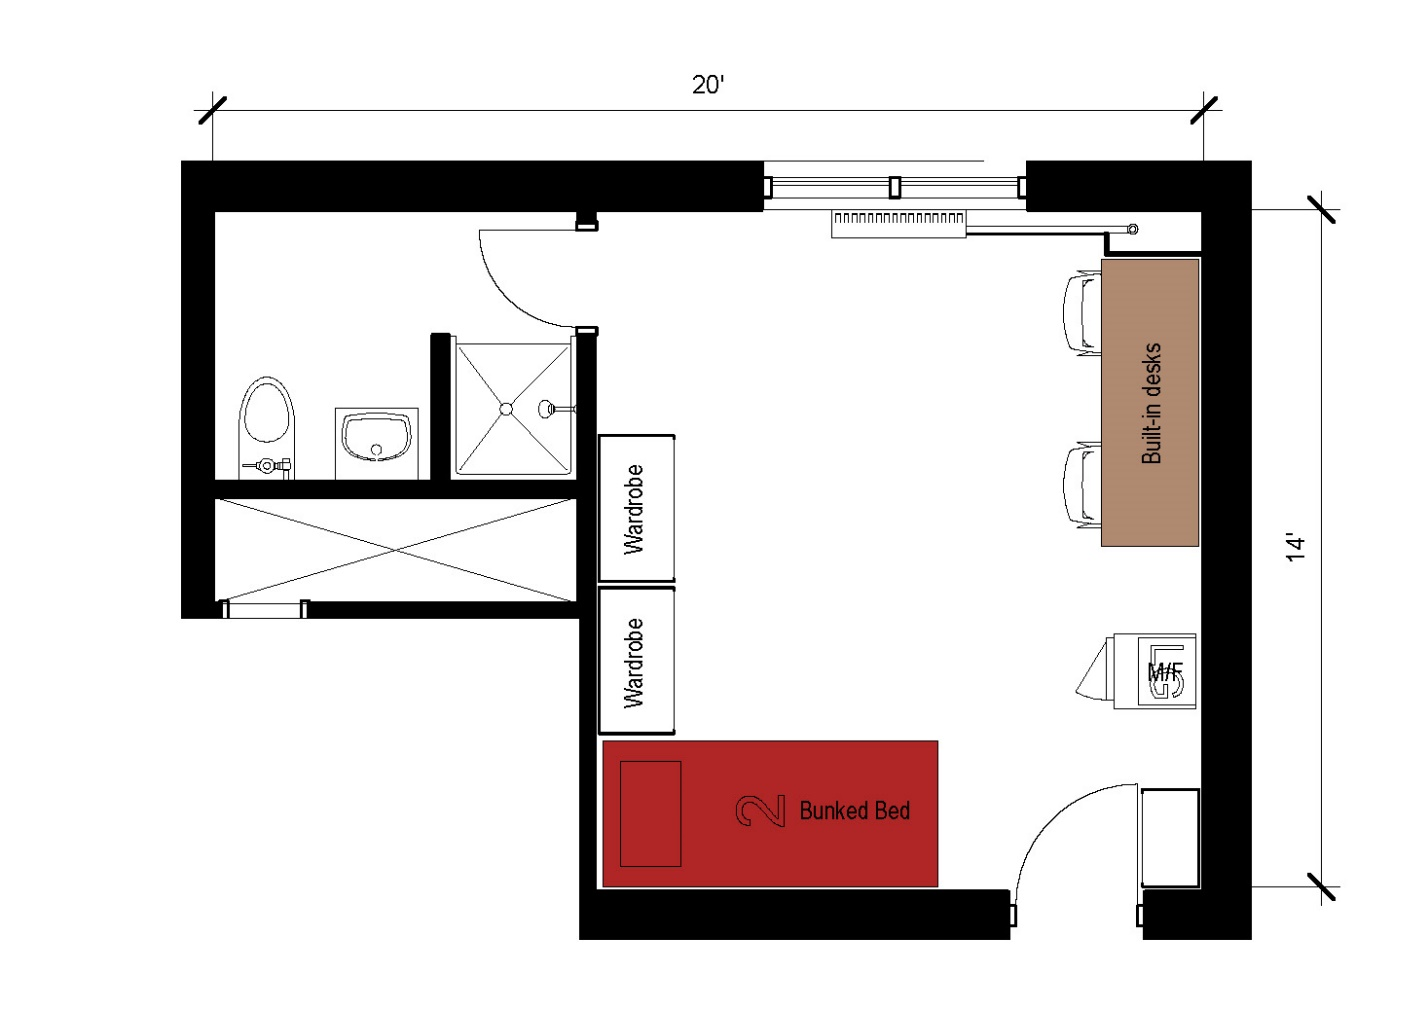 20'
Built-in desks
Wardrobe
14'
Wardrobe
M/F
2
Bunked Bed